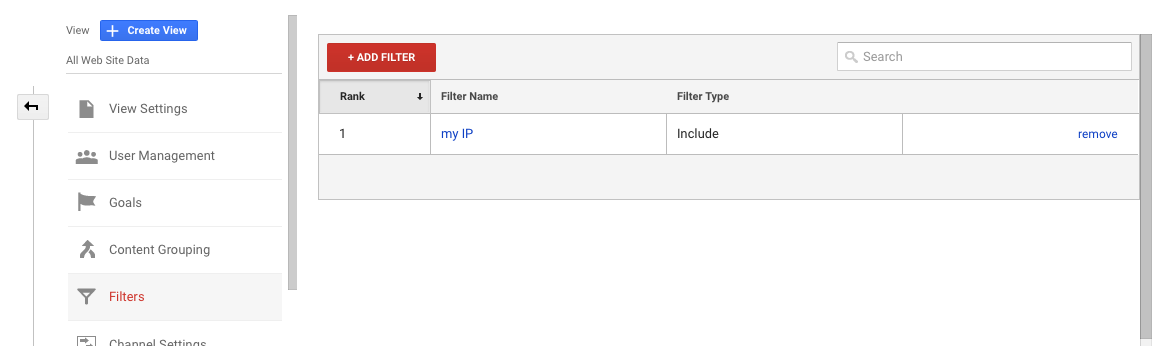 View
+ Create View
All Web Site Data
View Settings
User Management
Goals
Content Grouping
Filters
Channel Settings
+ ADD FILTER
Search
Rank Filter Name Filter Type
1 my IP Include remove